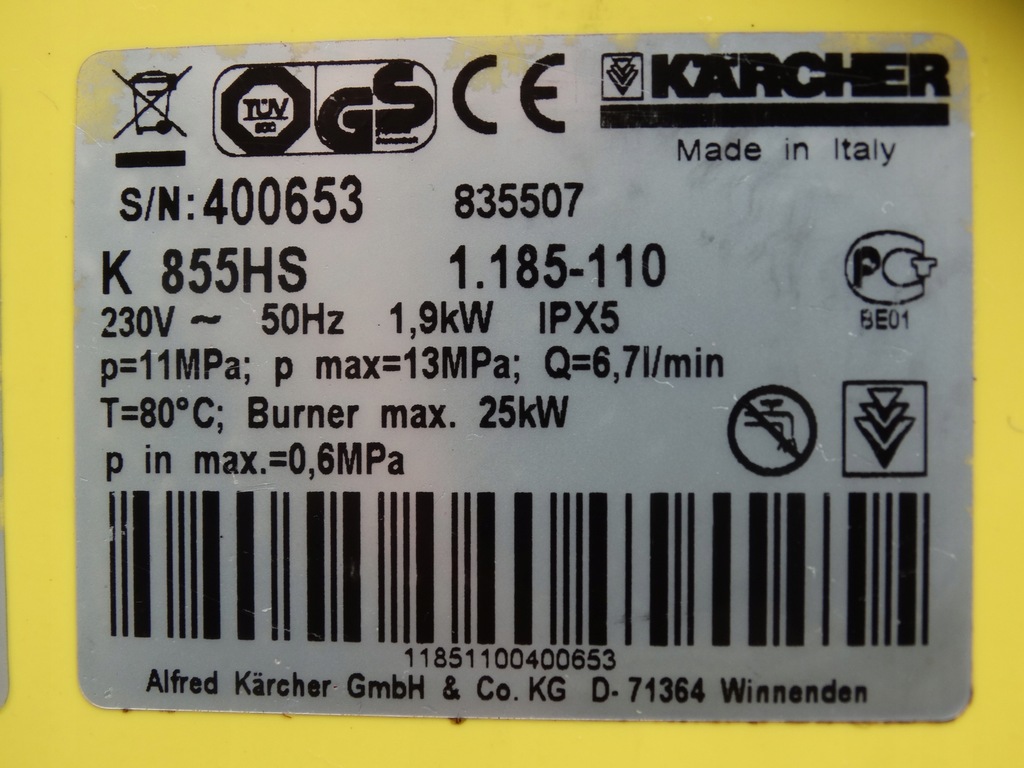 TÜV
GS
CE
KÄRCHER
Made in Italy
S/N: 400653 835507
K 855HS 1.185-110
230V ~ 50Hz 1,9kW IPX5
BE01
p=11MPa; p max=13MPa; Q=6,7l/min
T=80°C; Burner max. 25kW
p in max.=0,6MPa
11851100400653
Alfred Kärcher GmbH & Co. KG D- 71364 Winnenden